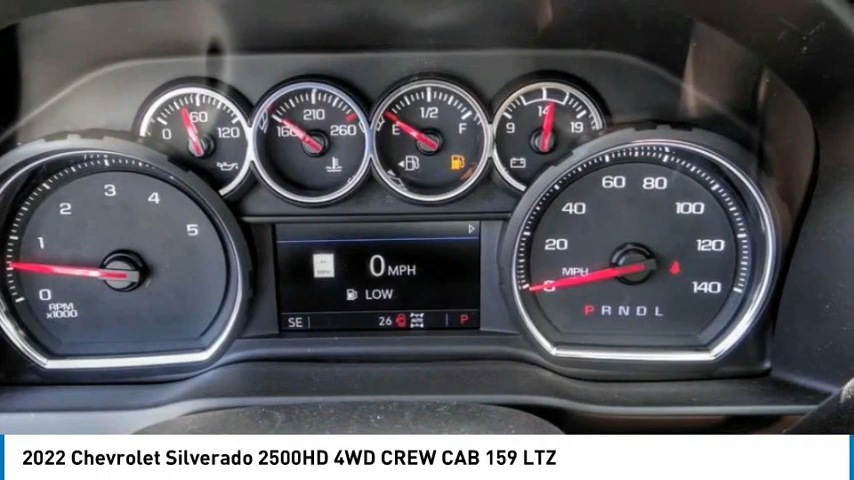 0 60 120
160 210 260
E 1/2 F
9 14 19
0 1 2 3 4 5
RPM
x1000
0 MPH
LOW
SE 26 P
20 40 60 80 100 120 140
MPH
P R N D L
2022 Chevrolet Silverado 2500HD 4WD CREW CAB 159 LTZ